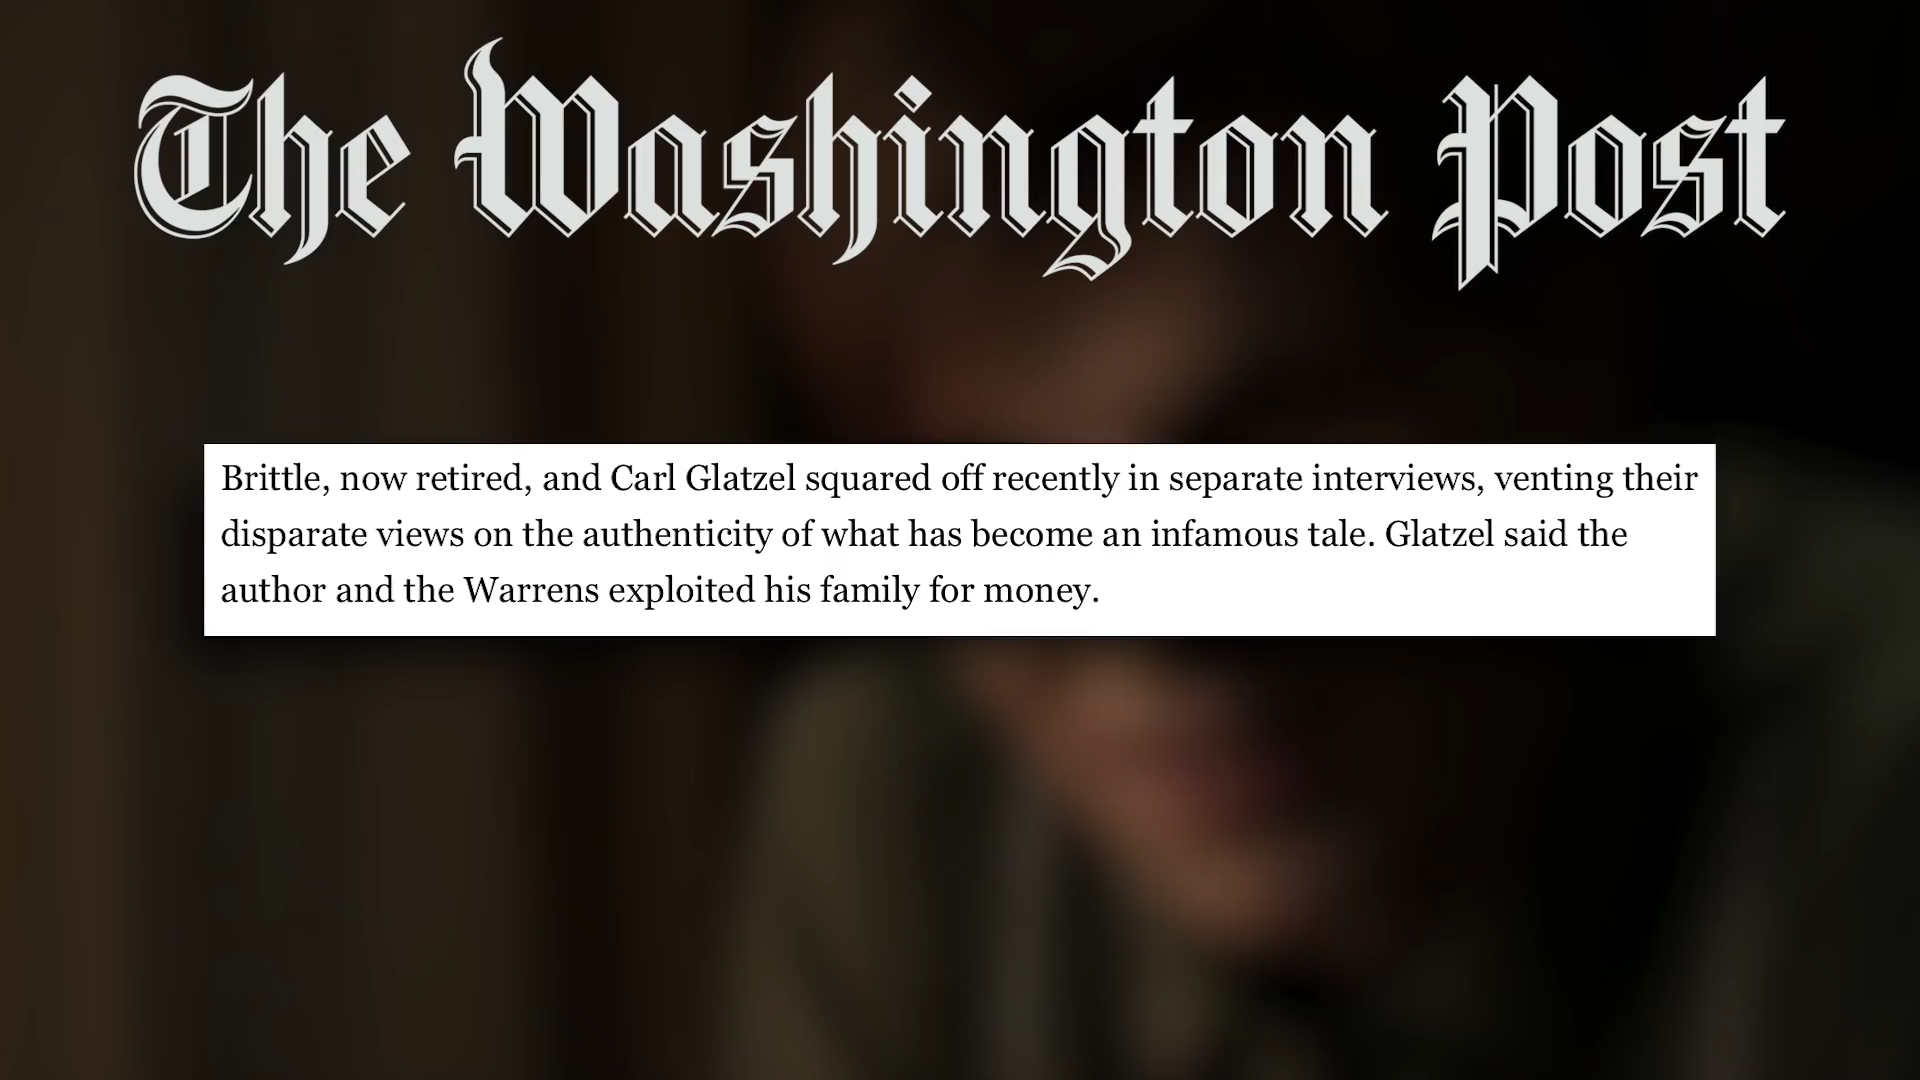 The Washington Post
Brittle, now retired, and Carl Glatzel squared off recently in separate interviews, venting their
disparate views on the authenticity of what has become an infamous tale. Glatzel said the
author and the Warrens exploited his family for money.